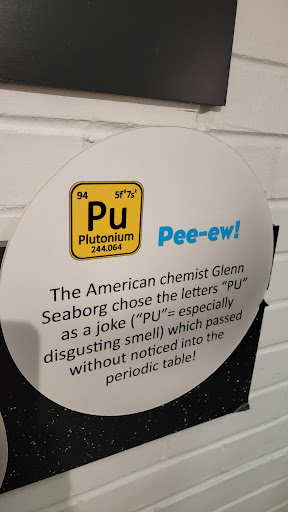 94 5f⁶7s²
Pu
Plutonium
244.064
Pee-ew!
The American chemist Glenn
Seaborg chose the letters "PU"
as a joke ("PU"= especially
disgusting smell) which passed
without noticed into the
periodic table!